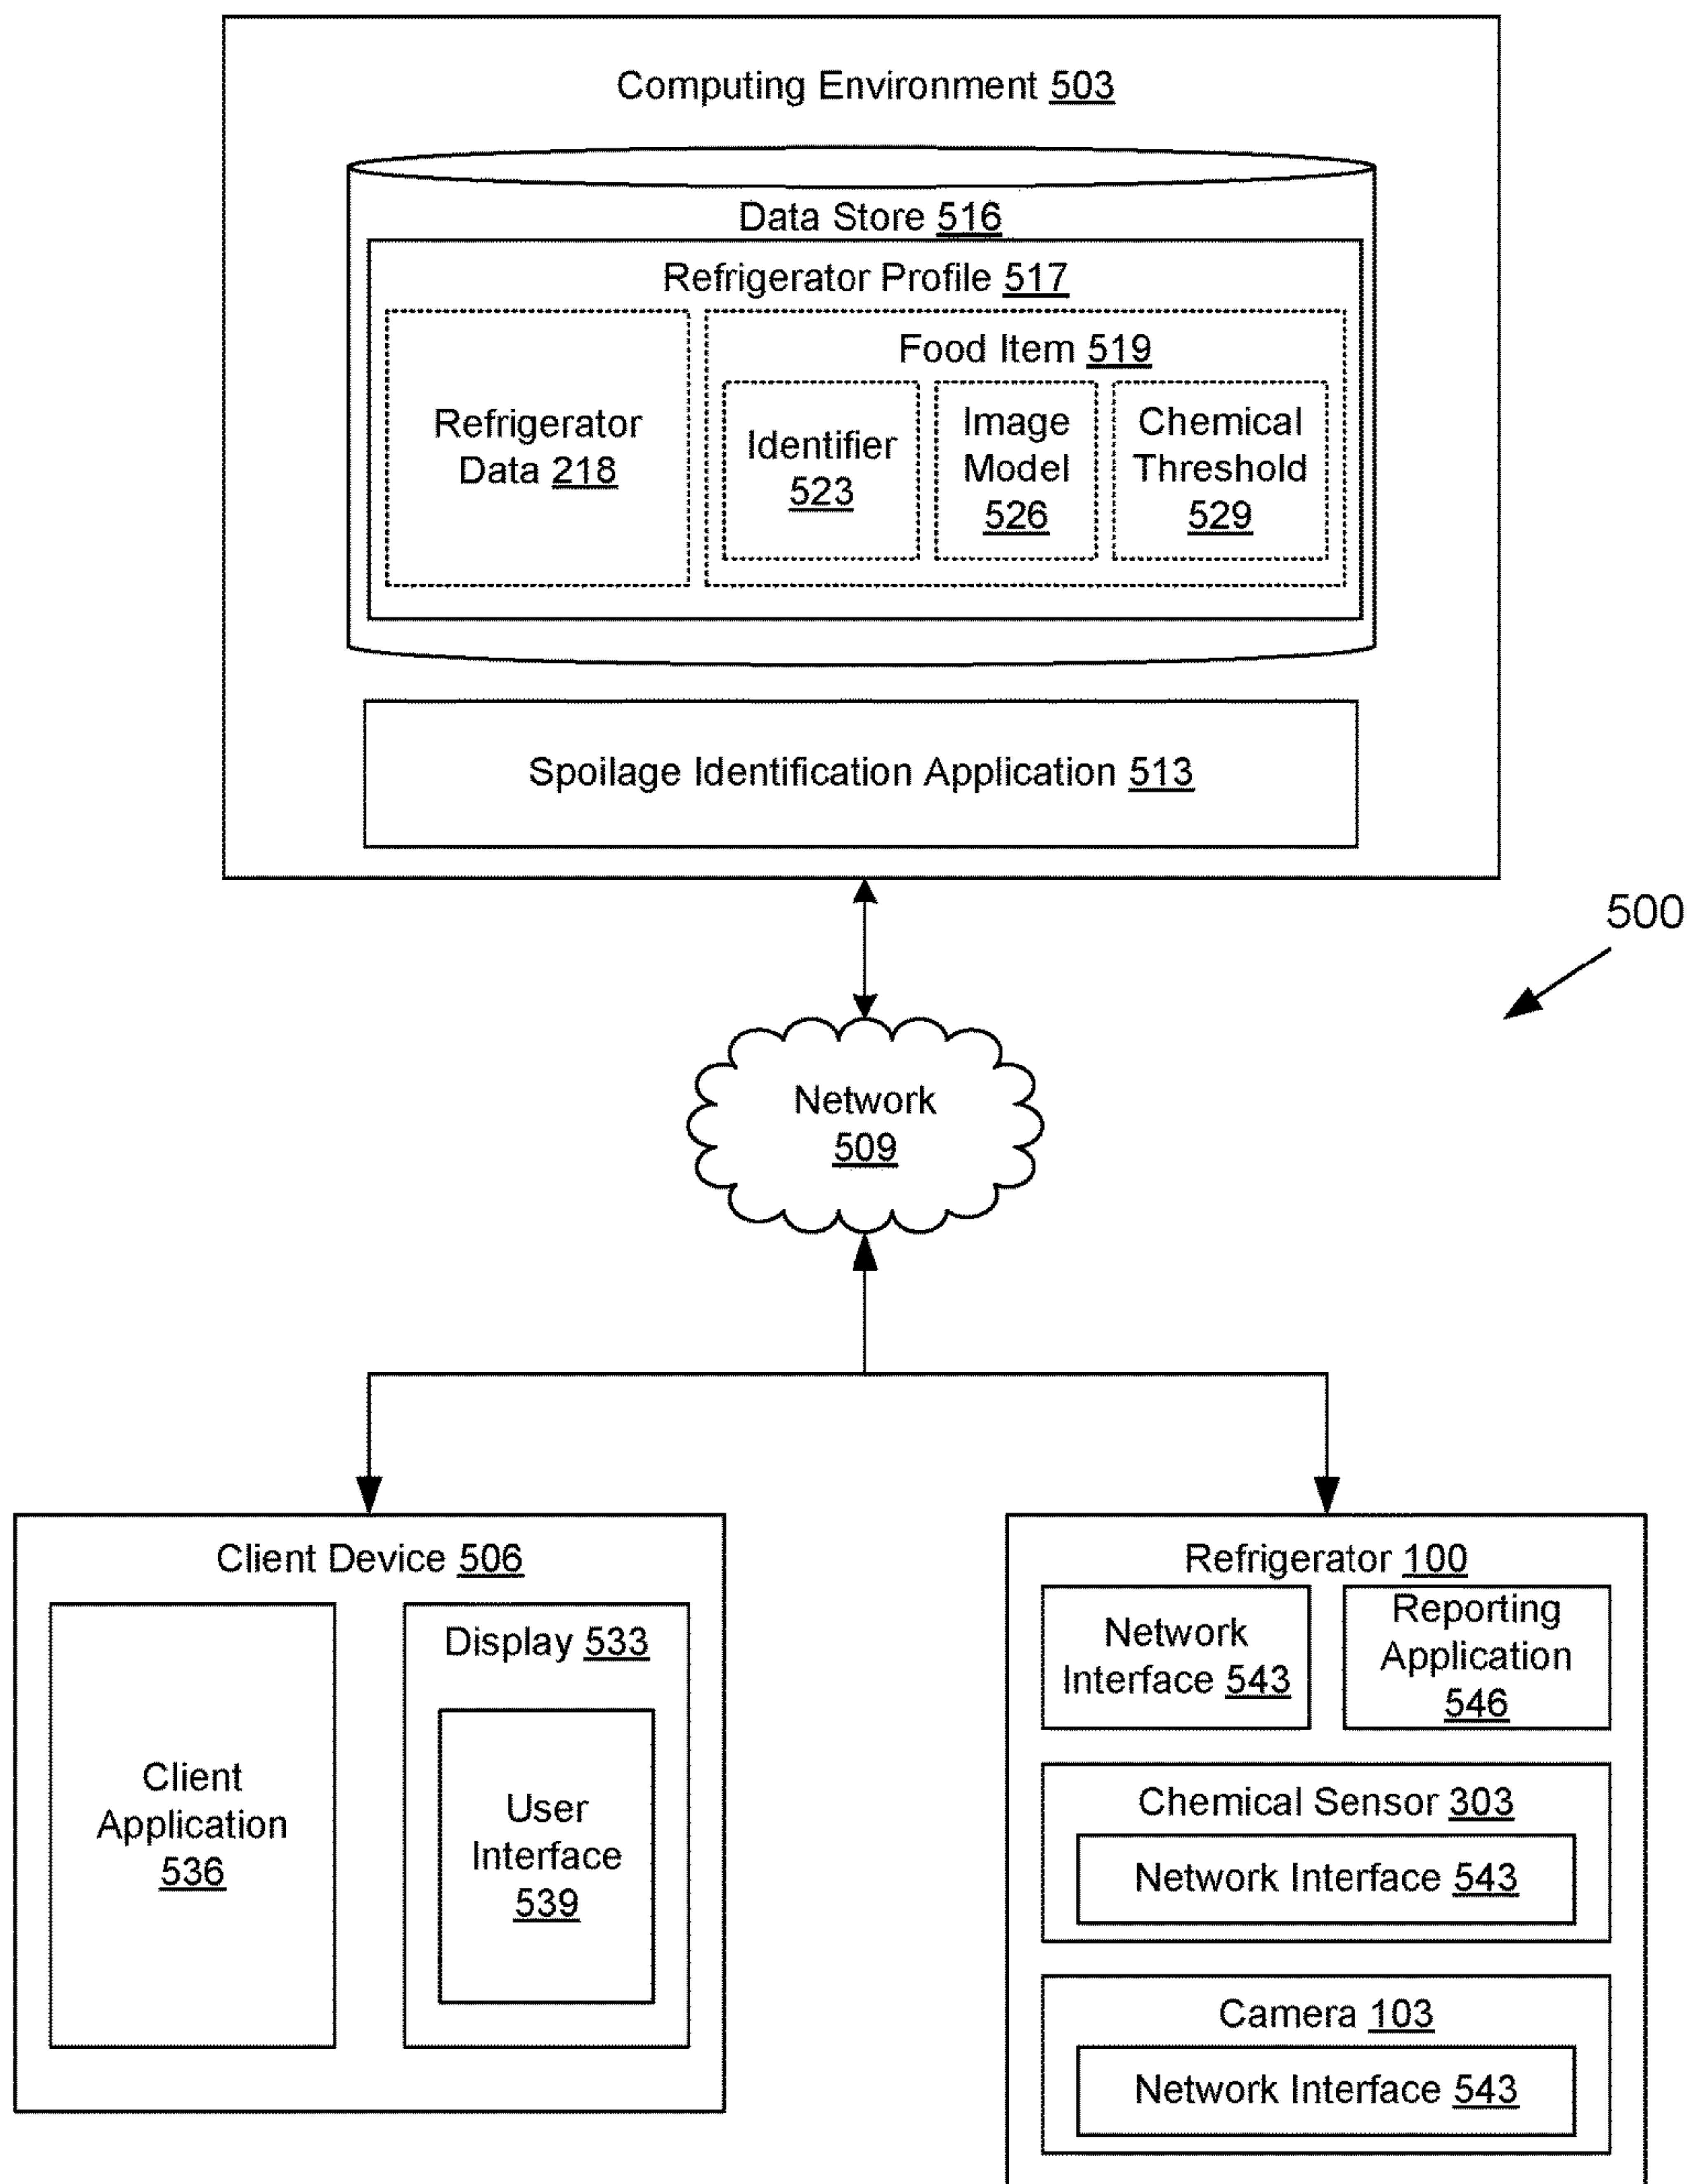 Computing Environment 503
Data Store 516
Refrigerator Profile 517
Refrigerator
Data 218
Food Item 519
Identifier
523
Image
Model
526
Chemical
Threshold
529
Spoilage Identification Application 513
500
Network
509
Client Device 506
Client
Application
536
Display 533
User
Interface
539
Refrigerator 100
Network
Interface 543
Reporting
Application
546
Chemical Sensor 303
Network Interface 543
Camera 103
Network Interface 543